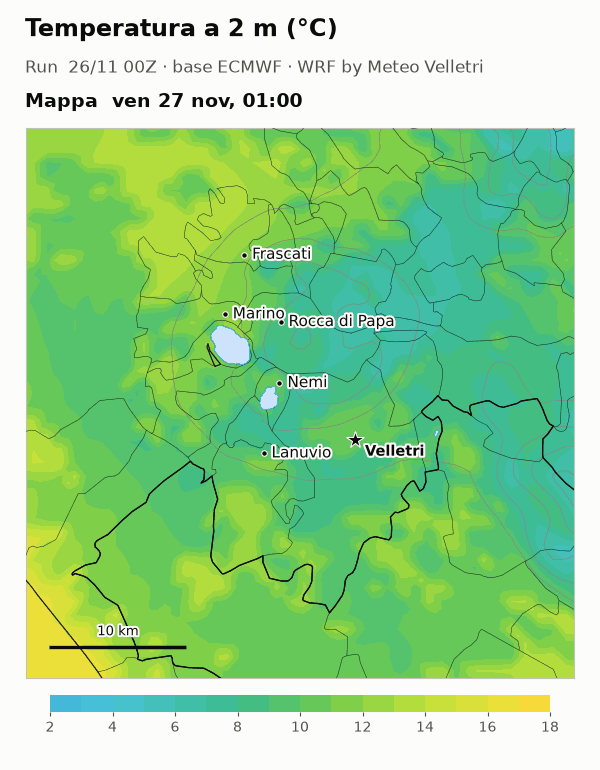 Temperatura a 2 m (°C)
Run  26/11 00Z · base ECMWF · WRF by Meteo Velletri
Mappa  ven 27 nov, 01:00
Frascati
Marino
Rocca di Papa
Nemi
Velletri
Lanuvio
10 km
2 4 6 8 10 12 14 16 18